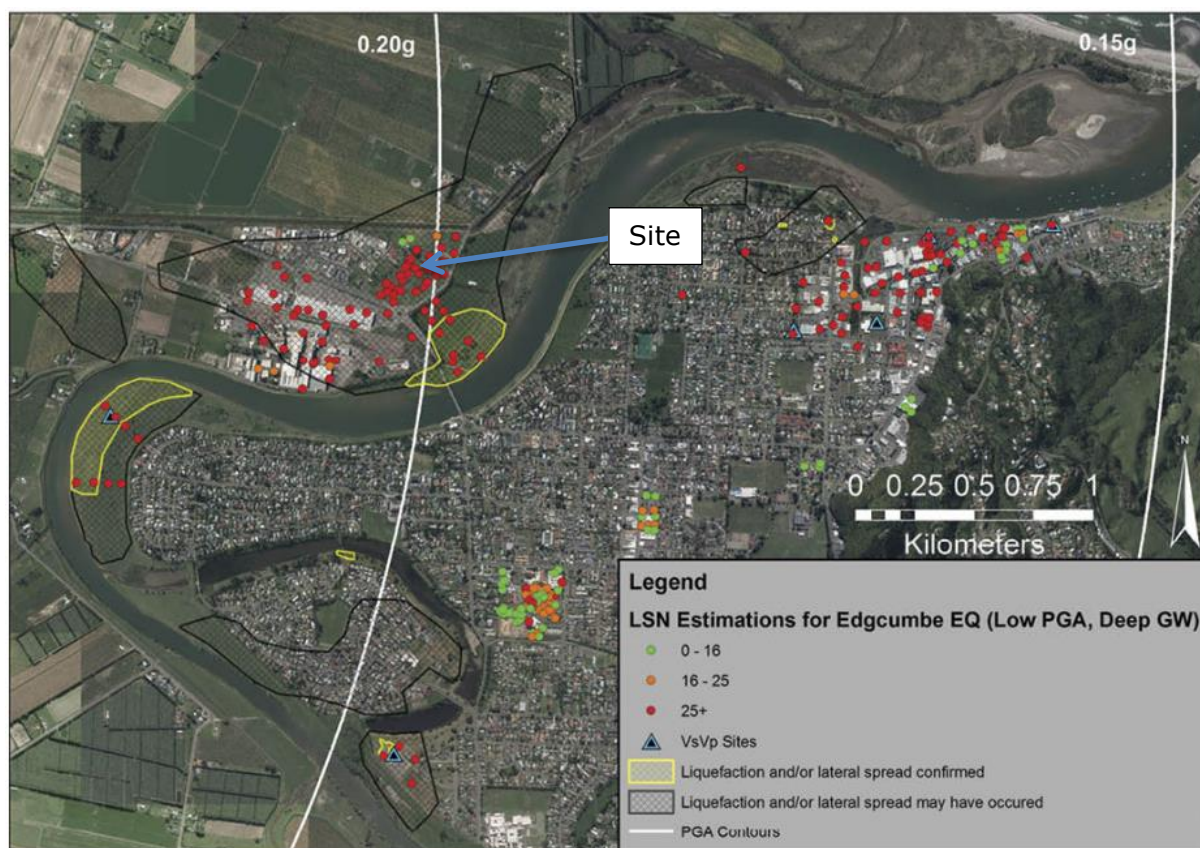 0.20g
0.15g
Site
N
0 0.25 0.5 0.75 1
Kilometers
Legend
LSN Estimations for Edgcumbe EQ (Low PGA, Deep GW)
0 - 16
16 - 25
25+
VsVp Sites
Liquefaction and/or lateral spread confirmed
Liquefaction and/or lateral spread may have occured
PGA Contours